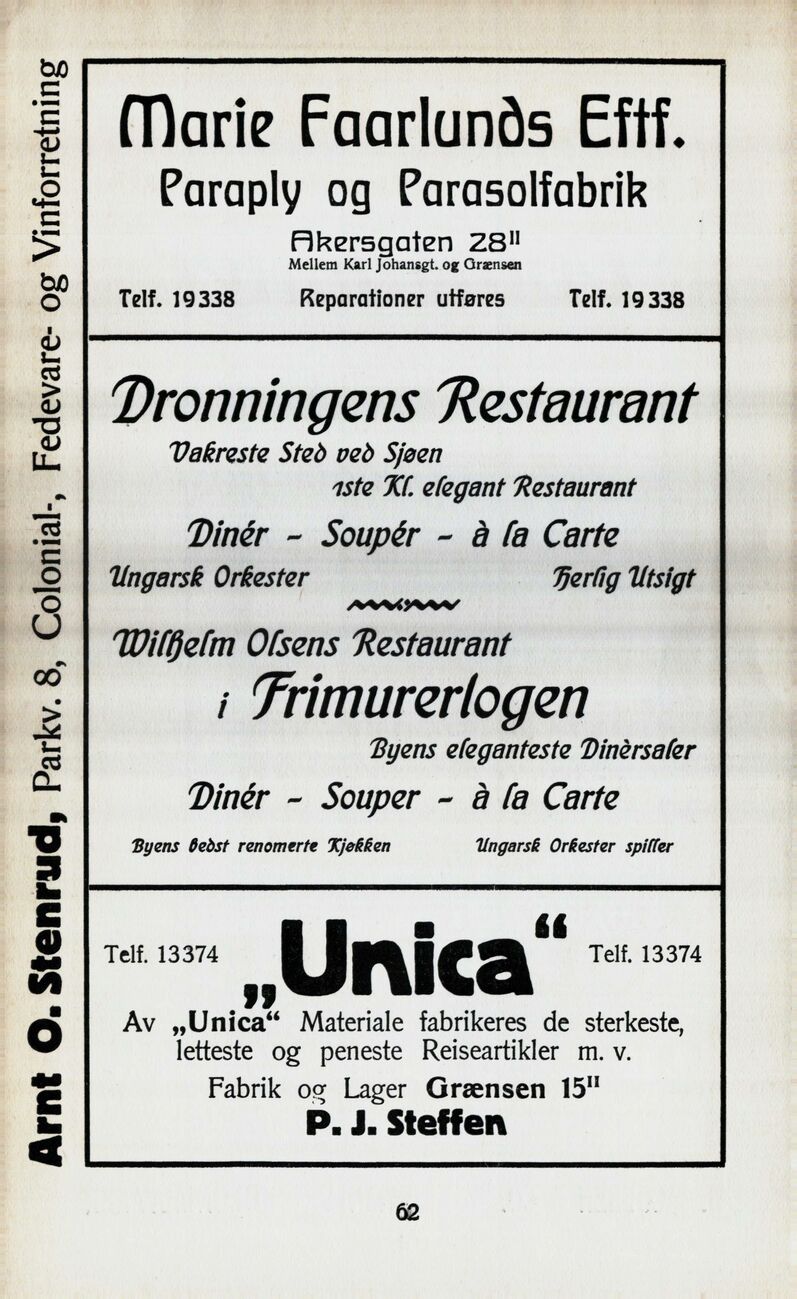 Arnt O. Stenrud, Parkv. 8, Colonial-, Fedevare- og Vinforretning
Marie Faarlunds Eftf.
Paraply og Parasolfabrik
Akersgaten 28II
Mellem Karl Johansgt. og Grænsen
Telf. 19338 Reparationer utføres Telf. 19338
Dronningens Restaurant
Vakreste Sted ved Sjøen
1ste Kl. elegant Restaurant
Dinér - Soupér - à la Carte
Ungarsk Orkester Herlig Utsigt
Wilhelm Olsens Restaurant
i Frimurerlogen
Byens eleganteste Dinèrsaler
Dinér - Souper - à la Carte
Byens bedst renomerte Kjøkken Ungarsk Orkester spiller
Telf. 13374 „Unica“ Telf. 13374
Av „Unica“ Materiale fabrikeres de sterkeste,
letteste og peneste Reiseartikler m. v.
Fabrik og Lager Grænsen 15II
P. J. Steffen
62